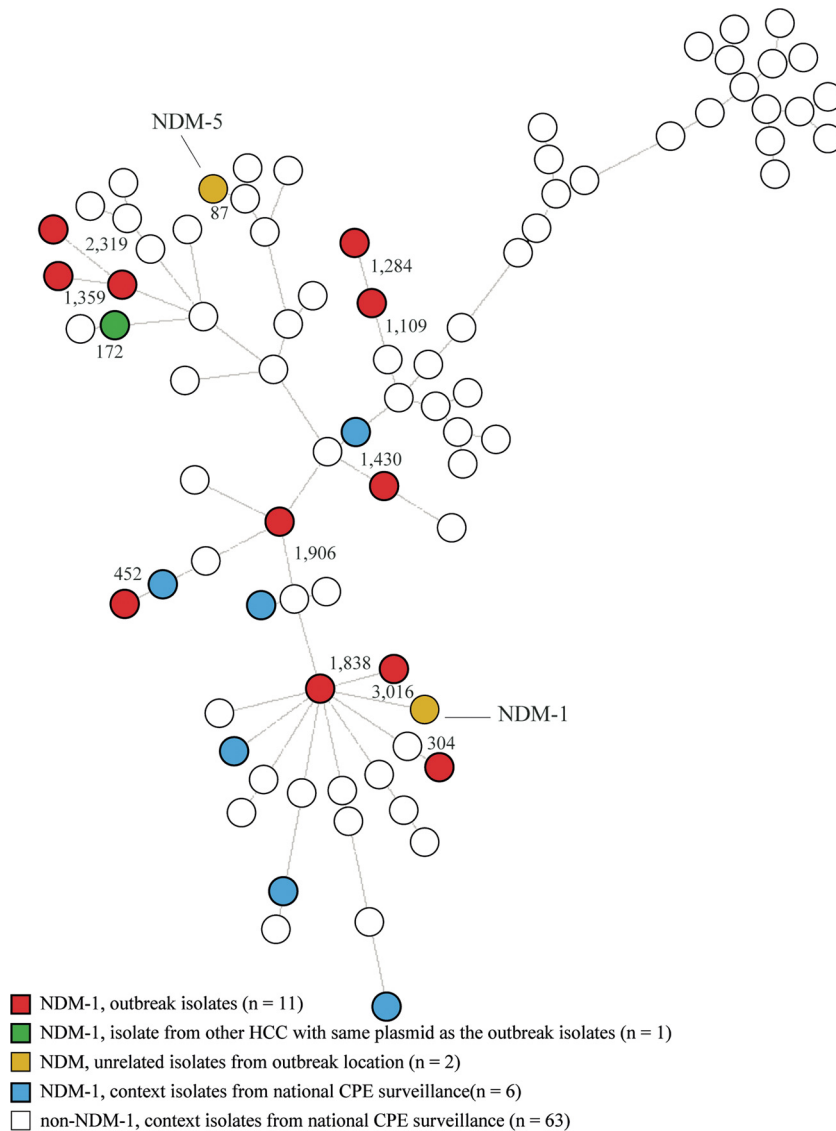 NDM-5
87
2,319
1,284
1,359
1,109
172
1,430
1,906
452
1,838
3,016
NDM-1
304
NDM-1, outbreak isolates (n = 11)
NDM-1, isolate from other HCC with same plasmid as the outbreak isolates (n = 1)
NDM, unrelated isolates from outbreak location (n = 2)
NDM-1, context isolates from national CPE surveillance(n = 6)
non-NDM-1, context isolates from national CPE surveillance (n = 63)